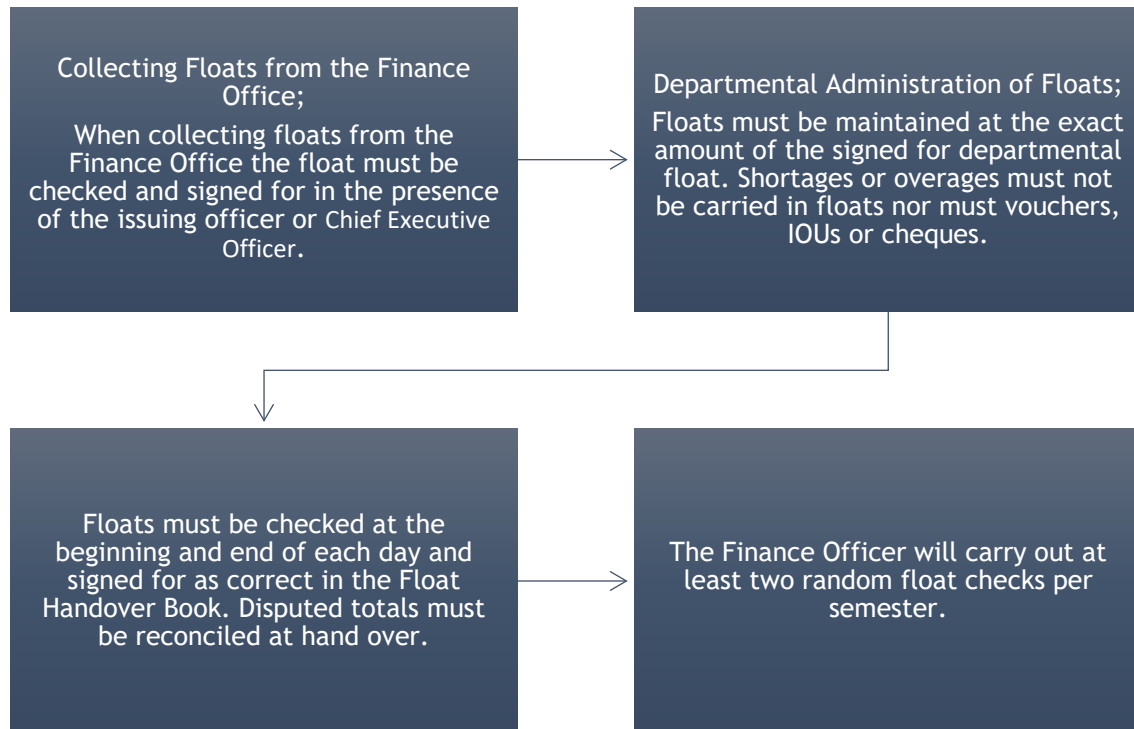 Collecting Floats from the Finance
Office;
When collecting floats from the
Finance Office the float must be
checked and signed for in the presence
of the issuing officer or Chief Executive
Officer.
Departmental Administration of Floats;
Floats must be maintained at the exact
amount of the signed for departmental
float. Shortages or overages must not
be carried in floats nor must vouchers,
IOUs or cheques.
Floats must be checked at the
beginning and end of each day and
signed for as correct in the Float
Handover Book. Disputed totals must
be reconciled at hand over.
The Finance Officer will carry out at
least two random float checks per
semester.